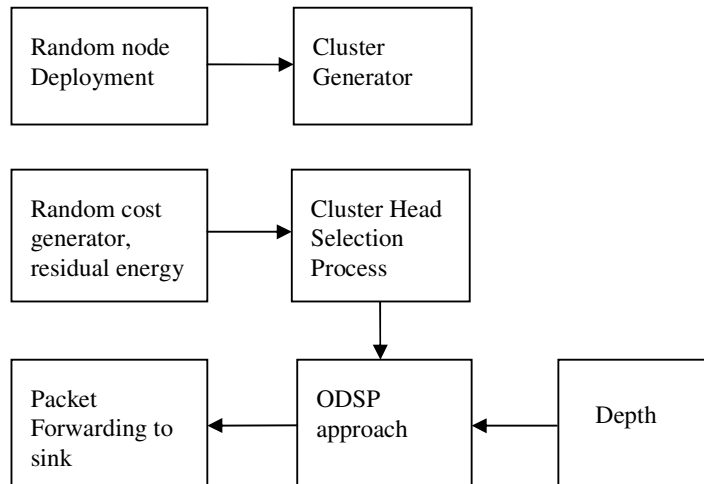 Random node
Deployment
Cluster
Generator
Random cost
generator,
residual energy
Cluster Head
Selection
Process
Packet
Forwarding to
sink
ODSP
approach
Depth